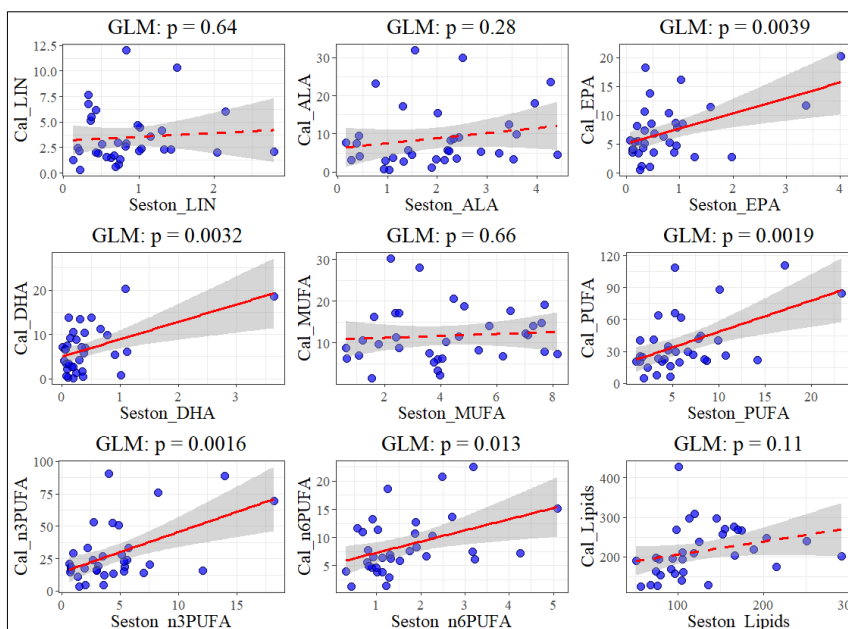 GLM: p = 0.64
Cal_LIN
12.5
10.0
7.5
5.0
2.5
0.0
0
1
2
Seston_LIN
GLM: p = 0.28
Cal_ALA
30
20
10
0
0
1
2
3
4
Seston_ALA
GLM: p = 0.0039
Cal_EPA
20
15
10
5
0
0
1
2
3
4
Seston_EPA
GLM: p = 0.0032
Cal_DHA
20
10
0
0
1
2
3
Seston_DHA
GLM: p = 0.66
Cal_MUFA
30
20
10
2
4
6
8
Seston_MUFA
GLM: p = 0.0019
Cal_PUFA
120
90
60
30
0
5
10
15
20
Seston_PUFA
GLM: p = 0.0016
Cal_n3PUFA
100
75
50
25
0
0
5
10
15
Seston_n3PUFA
GLM: p = 0.013
Cal_n6PUFA
20
15
10
5
1
2
3
4
5
Seston_n6PUFA
GLM: p = 0.11
Cal_Lipids
400
300
200
100
200
Seston_Lipids